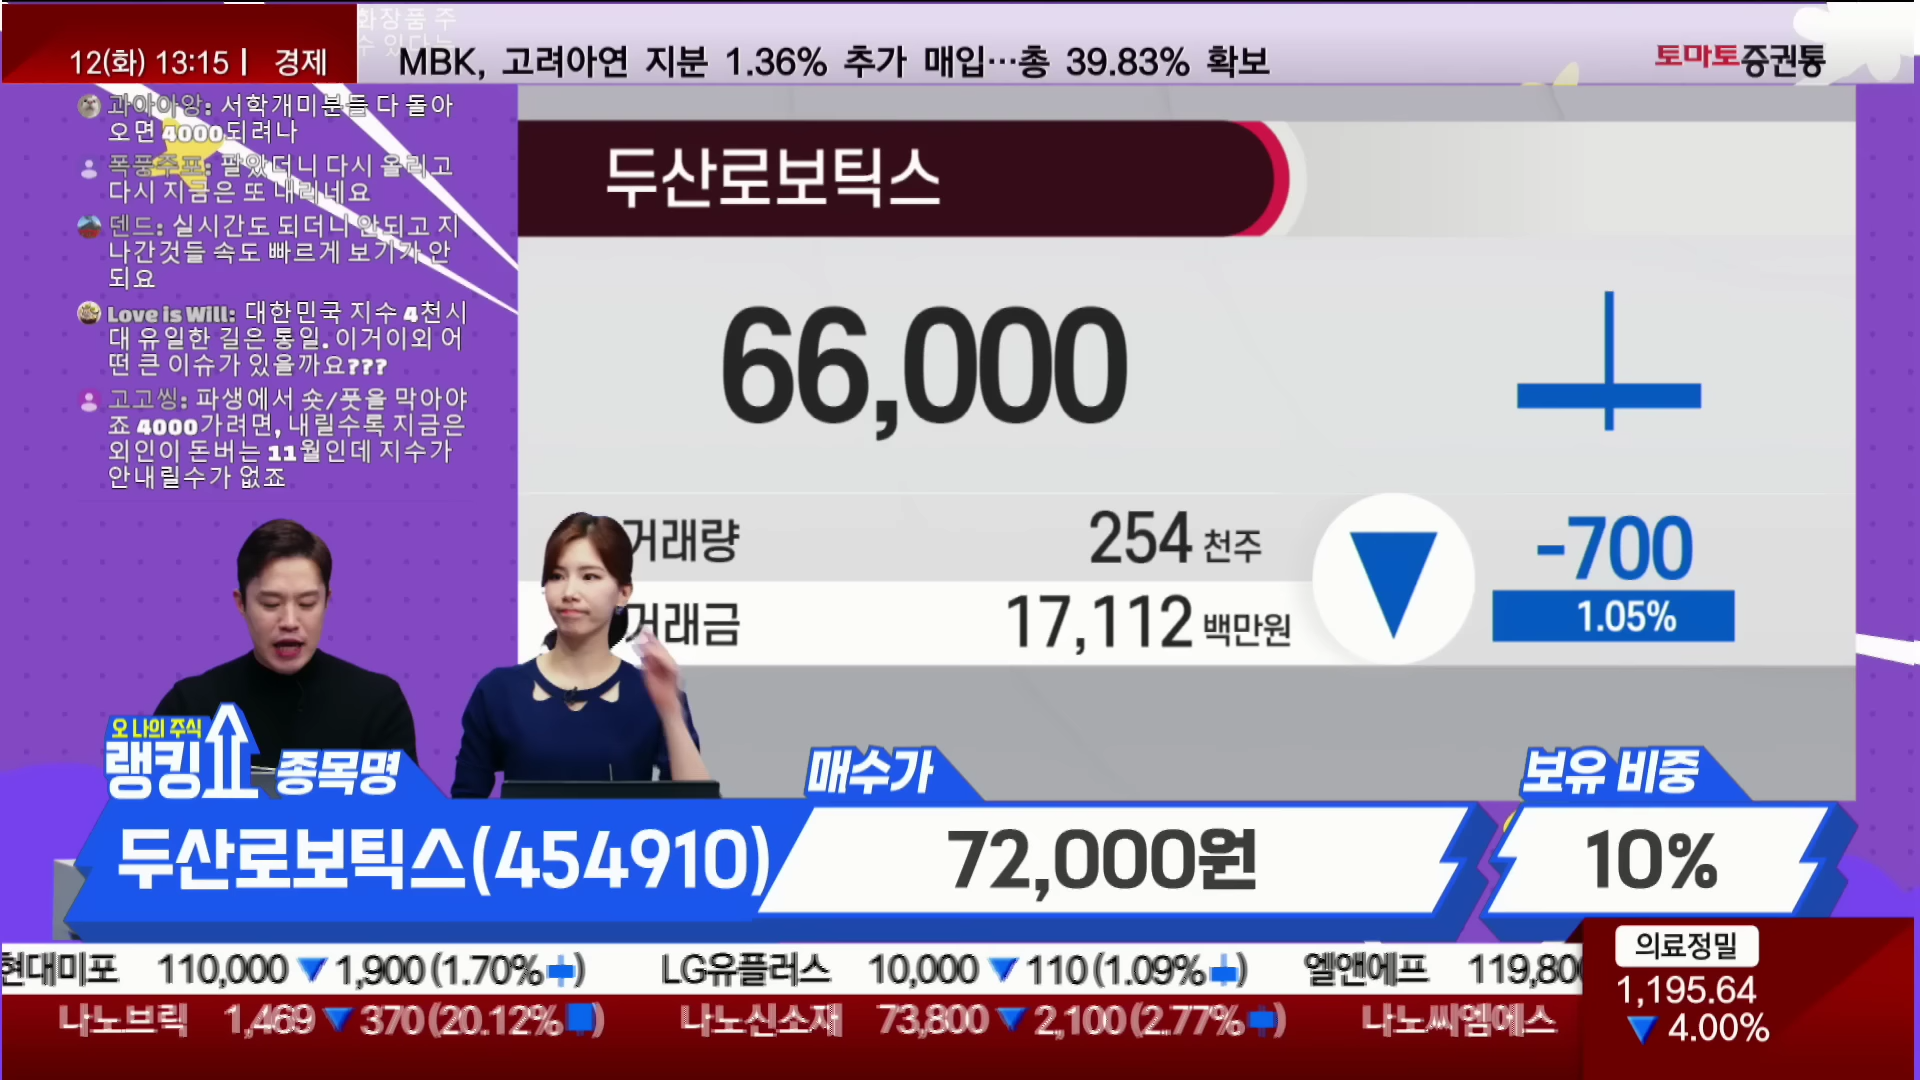 12(화) 13:15 | 경제
MBK, 고려아연 지분 1.36% 추가 매입…총 39.83% 확보
토마토증권통
화장품 주
과아아앙: 서학개미분들 다 돌아
오면 4000되려나
폭풍주포: 팔았더니 다시 올리고
다시 지금은 또 내리네요
덴드: 실시간도 되더니 안되고 지
나간것들 속도 빠르게 보기가 안
되요
Love is Will: 대한민국 지수 4천시
대 유일한 길은 통일. 이거이외 어
떤 큰 이슈가 있을까요???
고고씽: 파생에서 숏/풋을 막아야
죠 4000가려면, 내릴수록 지금은
외인이 돈버는 11월인데 지수가
안내릴수가 없죠
두산로보틱스
66,000
거래량 254 천주
▼ -700
거래금 17,112 백만원
1.05%
오 나의 주식
랭킹
종목명
매수가
보유 비중
두산로보틱스(454910)
72,000원
10%
현대미포 110,000 ▼ 1,900 (1.70%) LG유플러스 10,000 ▼ 110 (1.09%) 엘앤에프 119,800
나노브릭 1,469 ▼ 370 (20.12%) 나노신소재 73,800 ▼ 2,100 (2.77%) 나노씨엠에스
의료정밀
1,195.64
▼ 4.00%